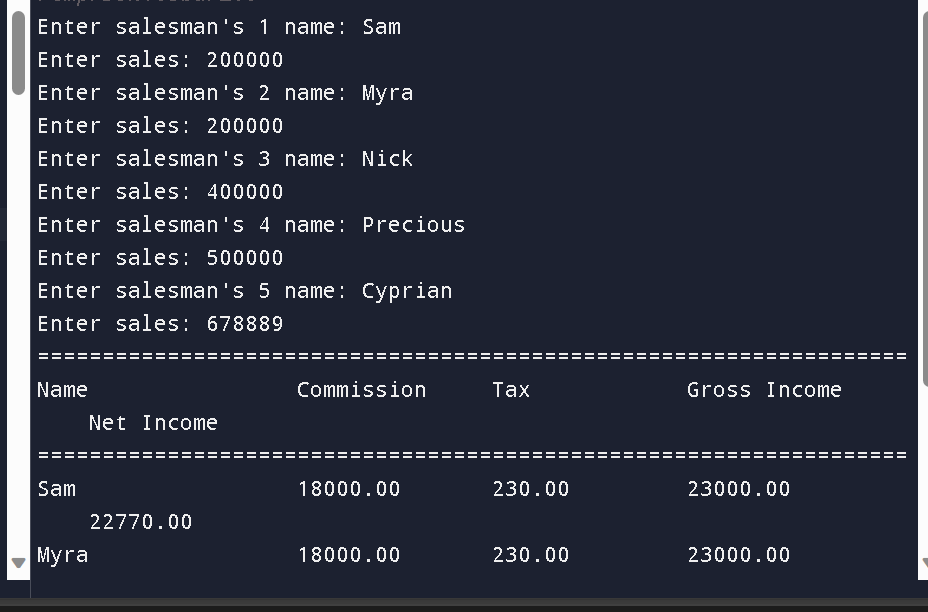 Enter salesman's 1 name: Sam
Enter sales: 200000
Enter salesman's 2 name: Myra
Enter sales: 200000
Enter salesman's 3 name: Nick
Enter sales: 400000
Enter salesman's 4 name: Precious
Enter sales: 500000
Enter salesman's 5 name: Cyprian
Enter sales: 678889
===================================================================
Name                Commission     Tax            Gross Income
    Net Income
===================================================================
Sam                 18000.00       230.00         23000.00
    22770.00
Myra                18000.00       230.00         23000.00